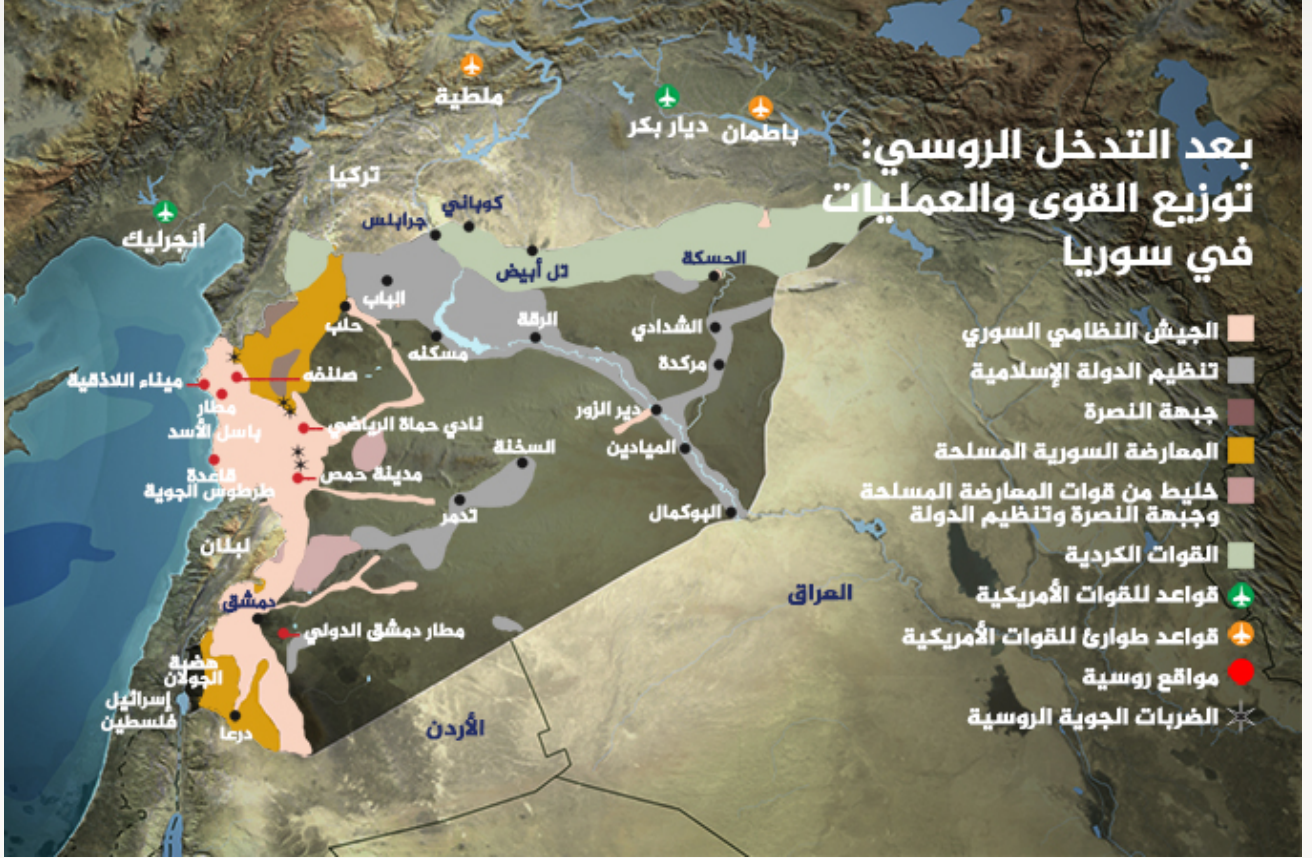 بعد التدخل الروسي:
توزيع القوى والعمليات
في سوريا
الجيش النظامي السوري
تنظيم الدولة الإسلامية
جبهة النصرة
المعارضة السورية المسلحة
خليط من قوات المعارضة المسلحة
وجبهة النصرة وتنظيم الدولة
القوات الكردية
قواعد للقوات الأمريكية
قواعد طوارئ للقوات الأمريكية
مواقع روسية
الضربات الجوية الروسية
ملطية
ديار بكر
باطمان
تركيا
أنجرليك
كوباني
جرابلس
تل أبيض
الحسكة
الباب
حلب
مسكنه
الرقة
الشدادي
مركدة
صلنفه
ميناء اللاذقية
مطار
باسل الأسد
نادي حماة الرياضي
دير الزور
السخنة
الميادين
قاعدة
طرطوس الجوية
مدينة حمص
تدمر
البوكمال
لبنان
العراق
دمشق
مطار دمشق الدولي
هضبة
الجولان
إسرائيل
فلسطين
درعا
الأردن